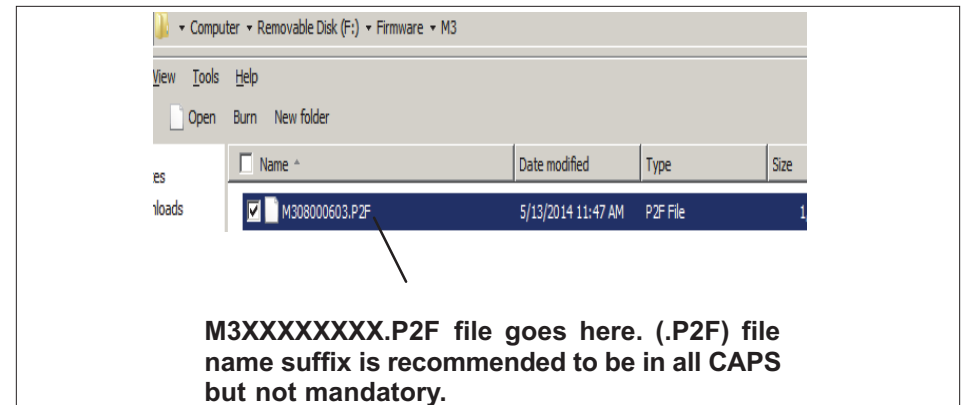 Computer ▾ Removable Disk (F:) ▾ Firmware ▾ M3
View Tools Help
Open Burn New folder
Name Date modified Type Size
M308000603.P2F 5/13/2014 11:47 AM P2F File
M3XXXXXXXX.P2F file goes here. (.P2F) file
name suffix is recommended to be in all CAPS
but not mandatory.